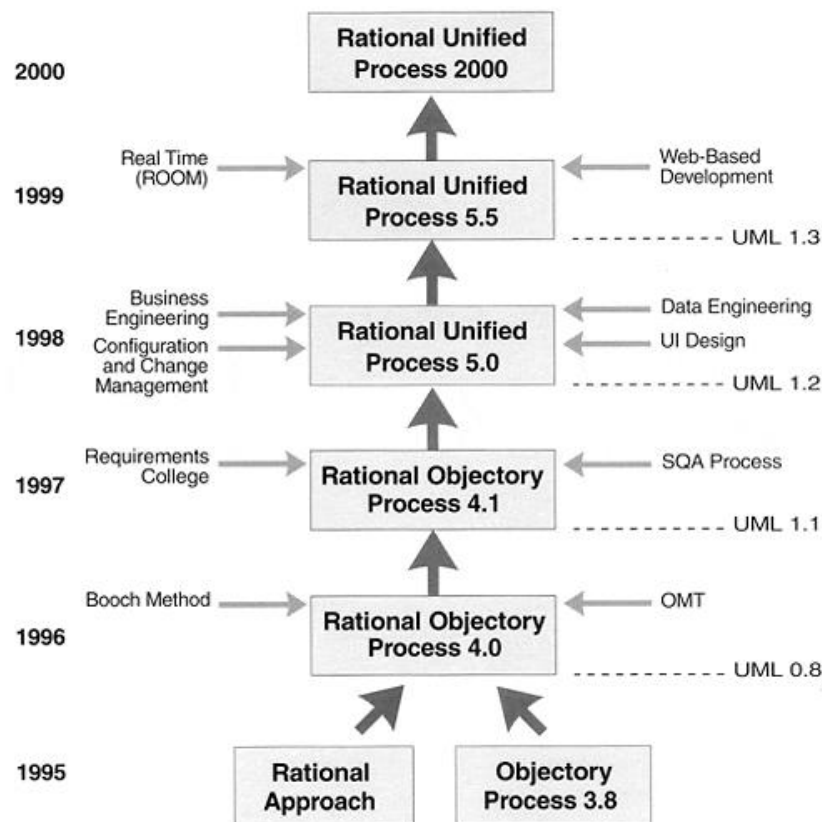 Rational Unified
Process 2000
2000
Real Time
(ROOM)
Web-Based
Development
1999
Rational Unified
Process 5.5
UML 1.3
Business
Engineering
Data Engineering
1998
Rational Unified
Process 5.0
Configuration
and Change
Management
UI Design
UML 1.2
Requirements
College
SQA Process
1997
Rational Objectory
Process 4.1
UML 1.1
Booch Method
OMT
1996
Rational Objectory
Process 4.0
UML 0.8
1995
Rational
Approach
Objectory
Process 3.8